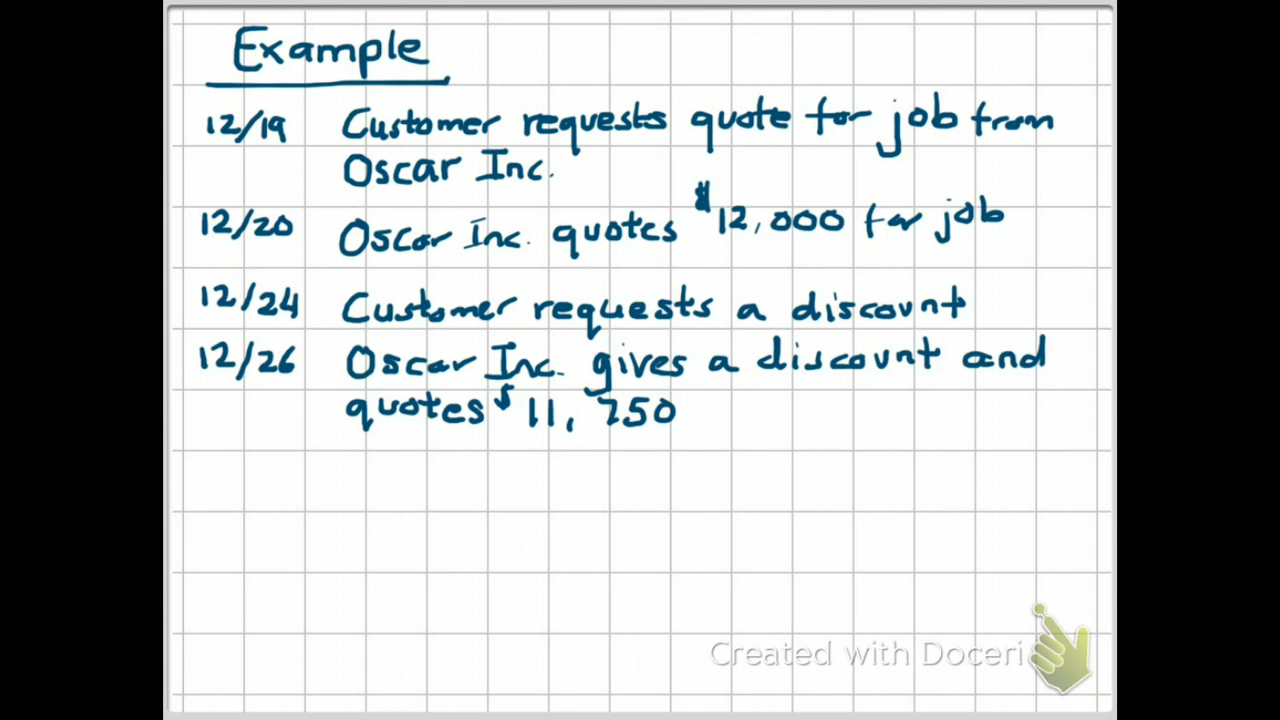 Example
12/19 Customer requests quote for job from
Oscar Inc.
12/20 Oscar Inc. quotes $12,000 for job
12/24 Customer requests a discount
12/26 Oscar Inc. gives a discount and
quotes $11,750
Created with Doceri